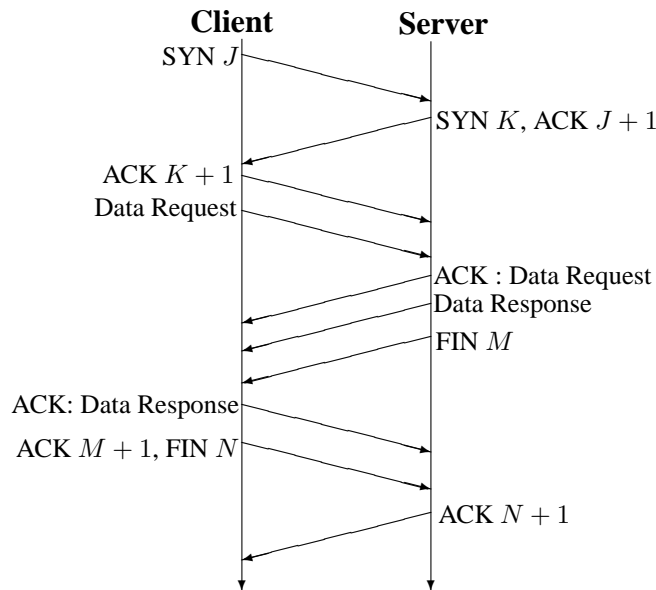 Client
Server
SYN J
SYN K, ACK J + 1
ACK K + 1
Data Request
ACK : Data Request
Data Response
FIN M
ACK: Data Response
ACK M + 1, FIN N
ACK N + 1